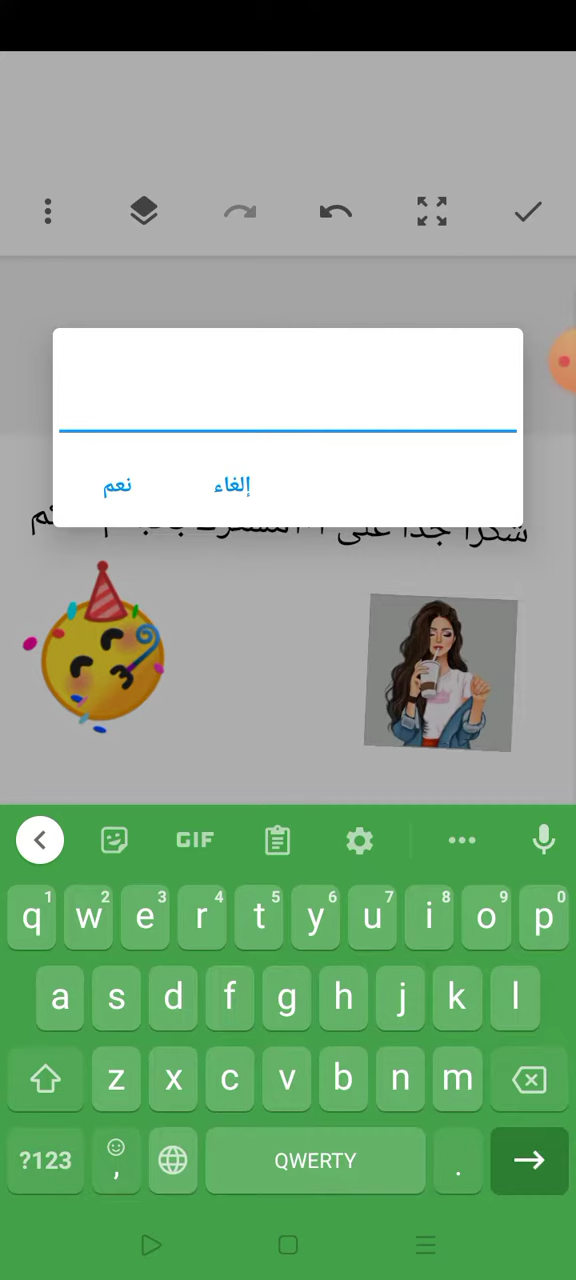 نعم
إلغاء
شكرا جدا على
GIF
q1 w2 e3 r4 t5 y6 u7 i8 o9 p0
a s d f g h j k l
z x c v b n m
?123 , QWERTY .